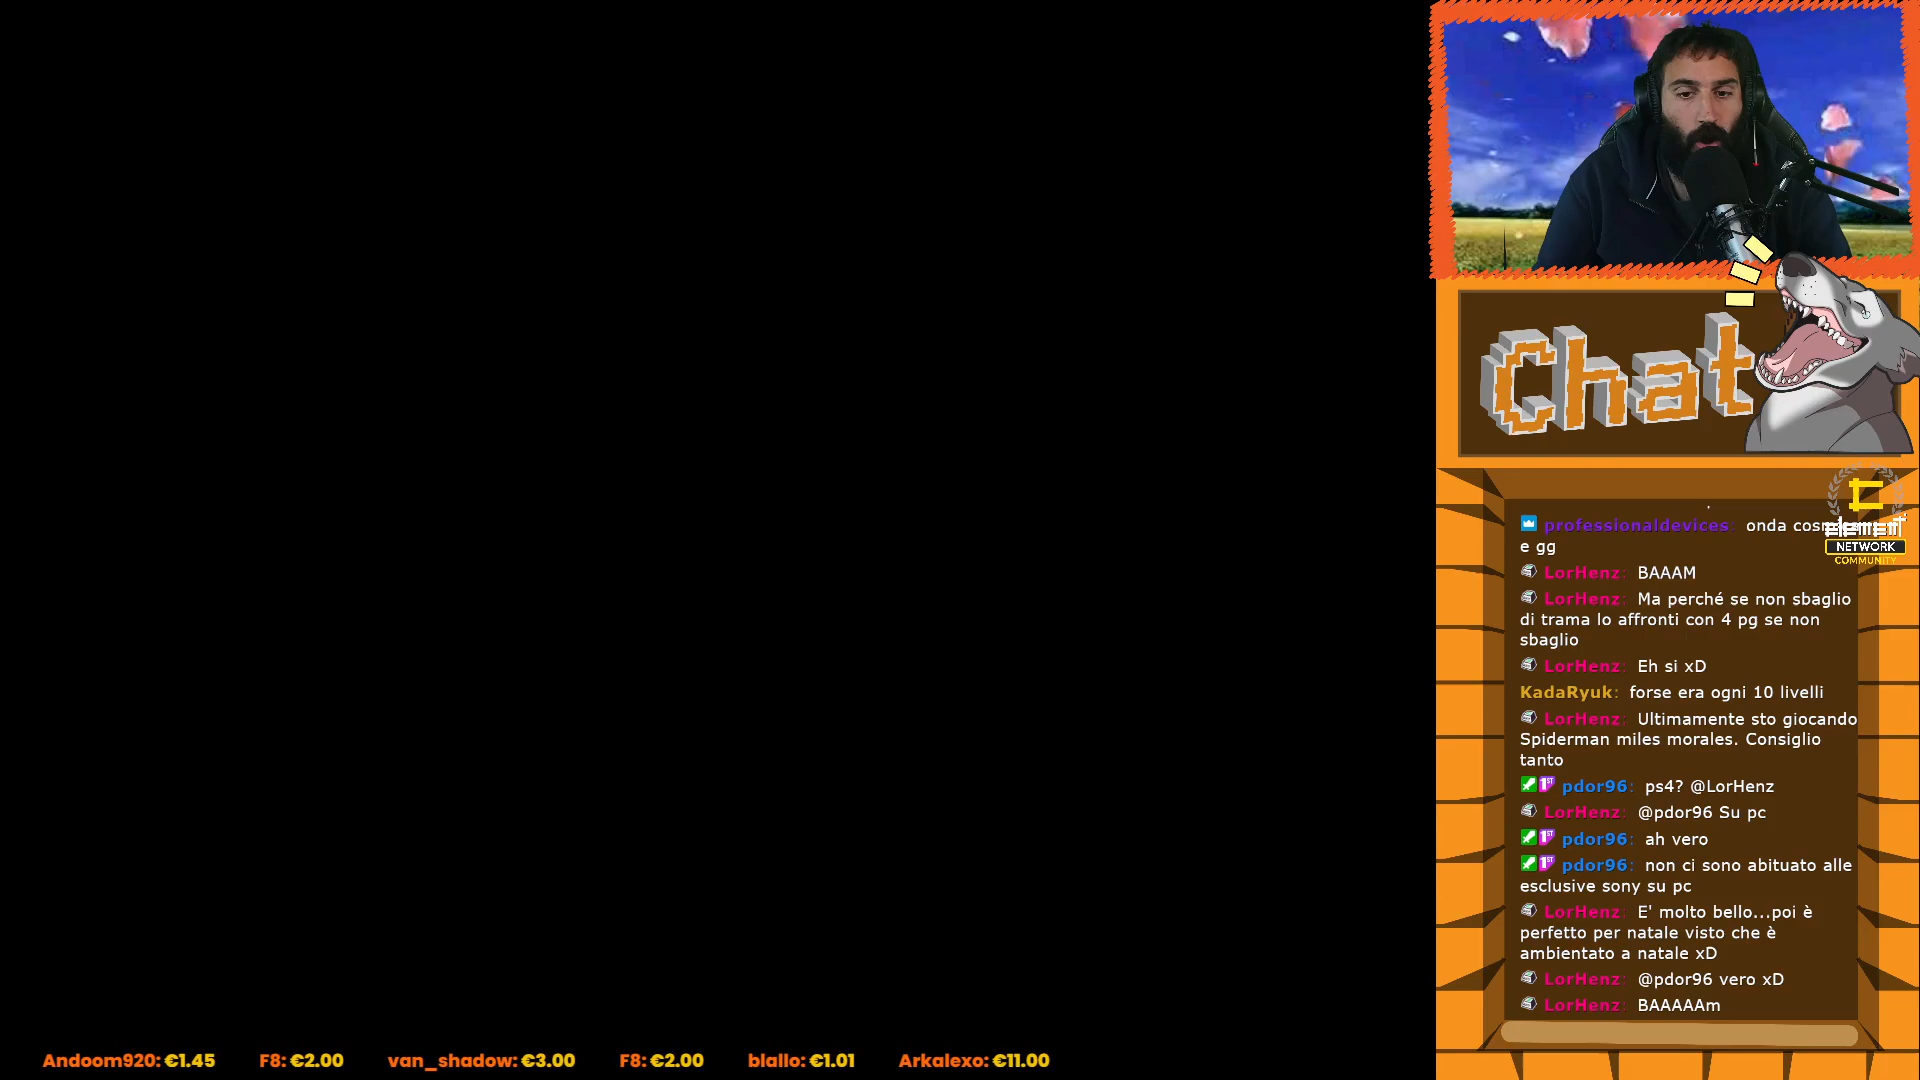 Chat
professionaldevices: onda
e gg
LorHenz: BAAAM
LorHenz: Ma perché se non sbaglio
di trama lo affronti con 4 pg se non
sbaglio
LorHenz: Eh si xD
KadaRyuk: forse era ogni 10 livelli
LorHenz: Ultimamente sto giocando
Spiderman miles morales. Consiglio
tanto
1ST pdor96: ps4? @LorHenz
LorHenz: @pdor96 Su pc
1ST pdor96: ah vero
1ST pdor96: non ci sono abituato alle
esclusive sony su pc
LorHenz: E' molto bello...poi è
perfetto per natale visto che è
ambientato a natale xD
LorHenz: @pdor96 vero xD
LorHenz: BAAAAAm
element
NETWORK
COMMUNITY
Andoom920: €1.45 F8: €2.00 van_shadow: €3.00 F8: €2.00 blallo: €1.01 Arkalexo: €11.00